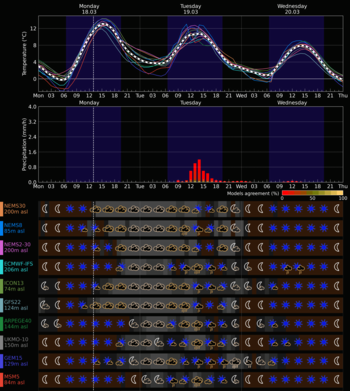 Monday
18.03
Tuesday
19.03
Wednesday
20.03
Temperature (°C)
12
8
4
0
Mon 03 06 09 12 15 18 21 Tue 03 06 09 12 15 18 21 Wed 03 06 09 12 15 18 21 Thu
Monday
Tuesday
Wednesday
Precipitation (mm/h)
4.0
3.2
2.4
1.6
0.8
0.0
Mon 03 06 09 12 15 18 21 Tue 03 06 09 12 15 18 21 Wed 03 06 09 12 15 18 21 Thu
Models agreement (%)
0 50 100
NEMS30
200m asl
NEMS8
85m asl
NEMS2-30
200m asl
ECMWF-IFS
206m asl
ICON13
74m asl
GFS22
124m asl
ARPEGE40
144m asl
UKMO-10
150m asl
GEM15
129m asl
MSM5
84m asl